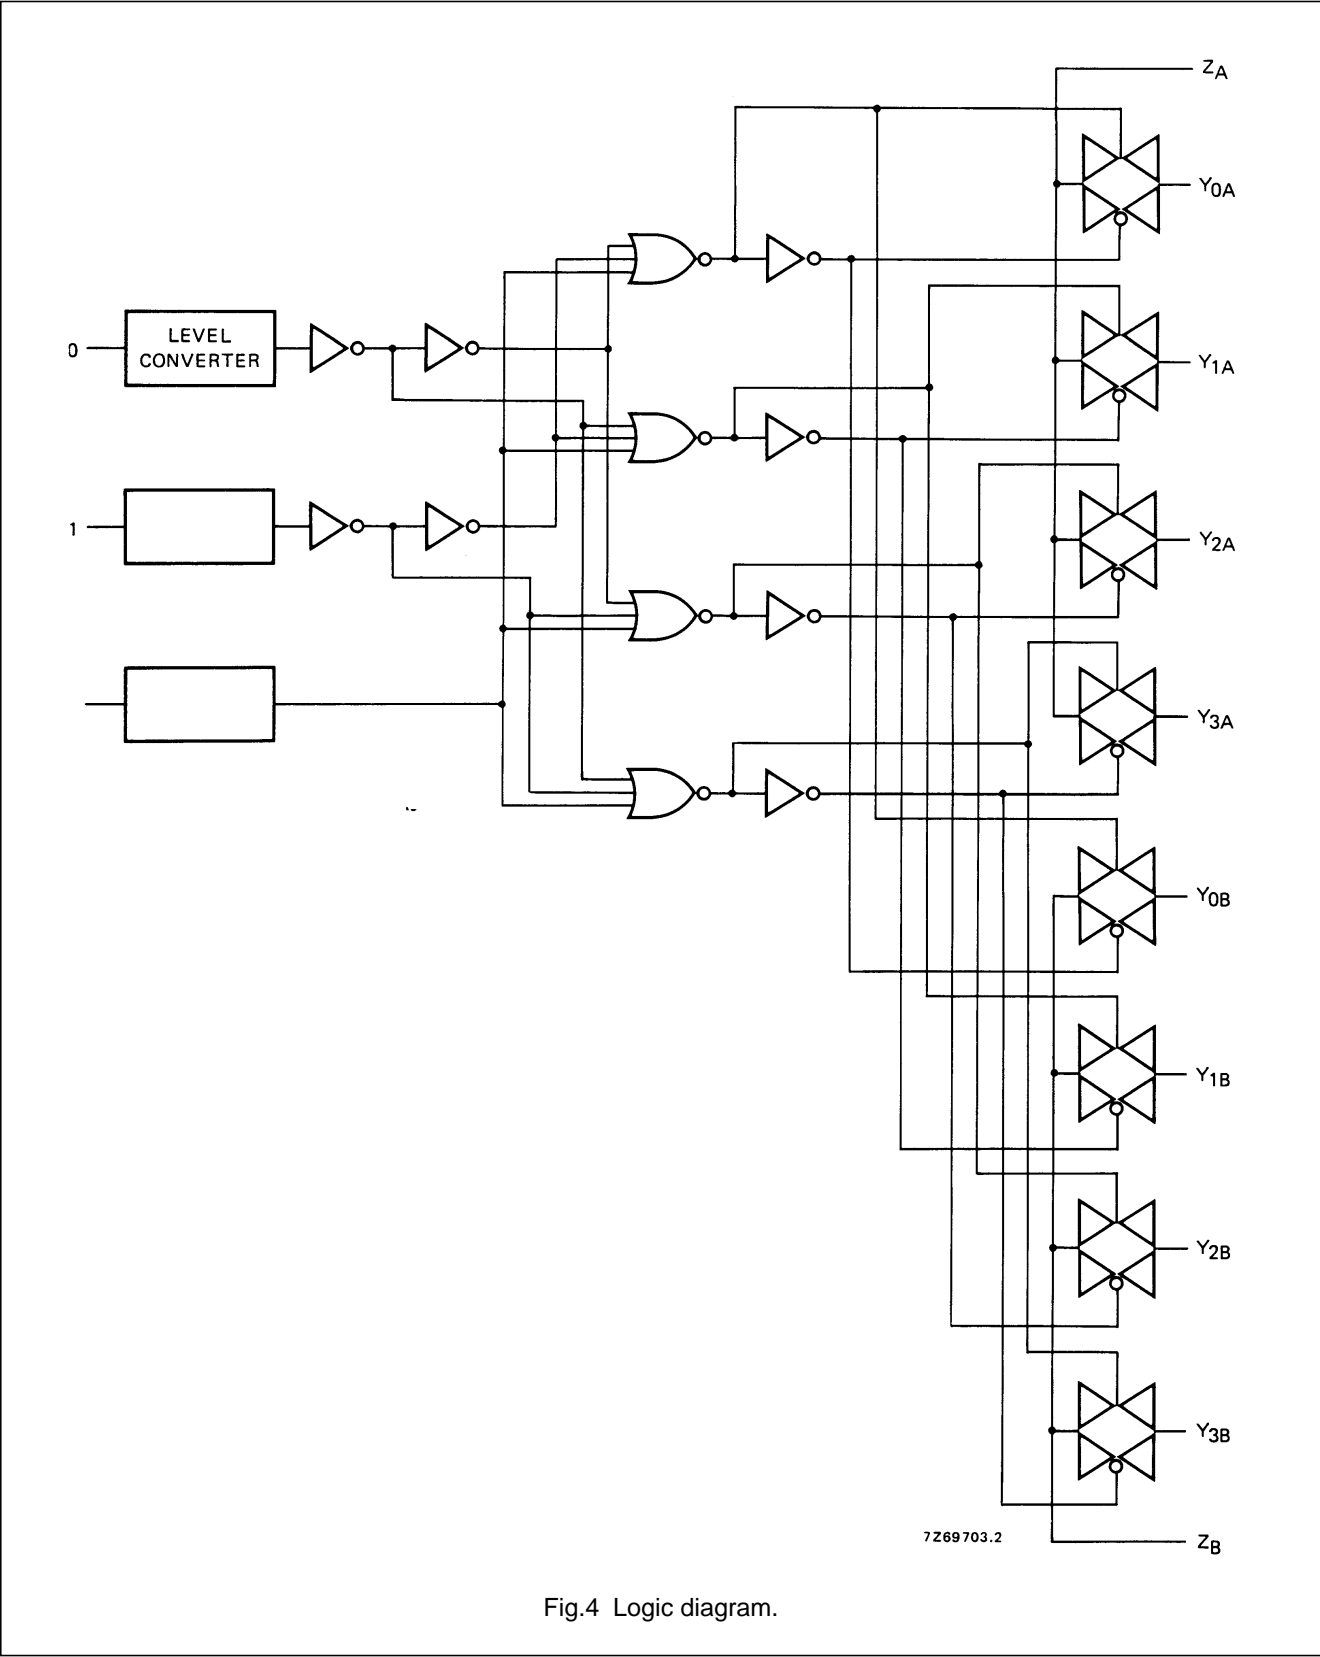 ZA
Y0A
0
LEVEL
CONVERTER
Y1A
1
Y2A
Y3A
Y0B
Y1B
Y2B
Y3B
7Z69703.2
ZB
Fig.4 Logic diagram.